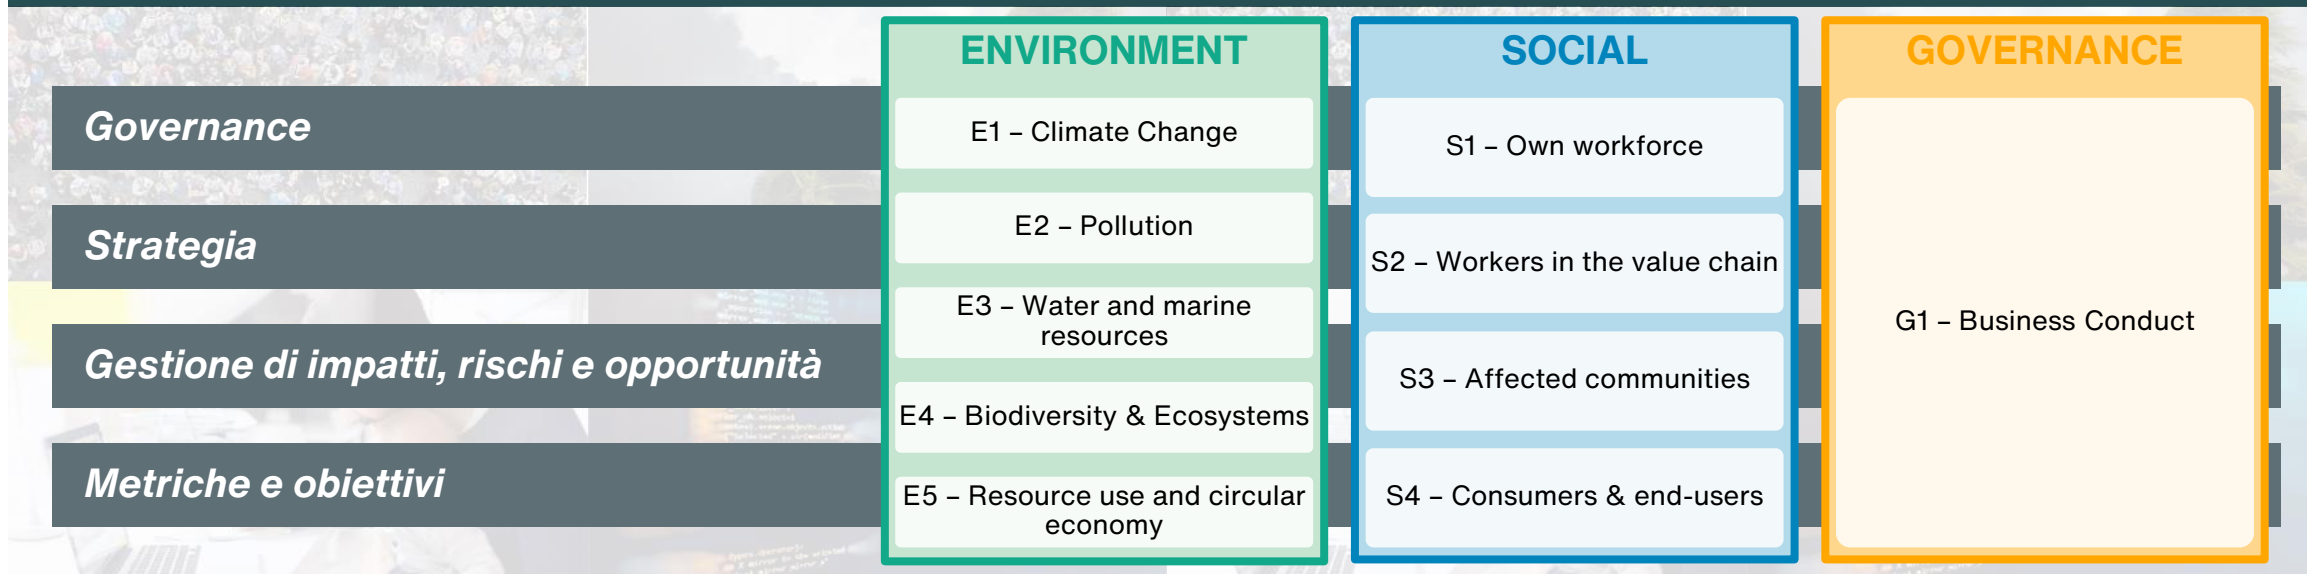 Governance
Strategia
Gestione di impatti, rischi e opportunità
Metriche e obiettivi
ENVIRONMENT
E1 – Climate Change
E2 – Pollution
E3 – Water and marine
resources
E4 – Biodiversity & Ecosystems
E5 – Resource use and circular
economy
SOCIAL
S1 – Own workforce
S2 – Workers in the value chain
S3 – Affected communities
S4 – Consumers & end-users
GOVERNANCE
G1 – Business Conduct